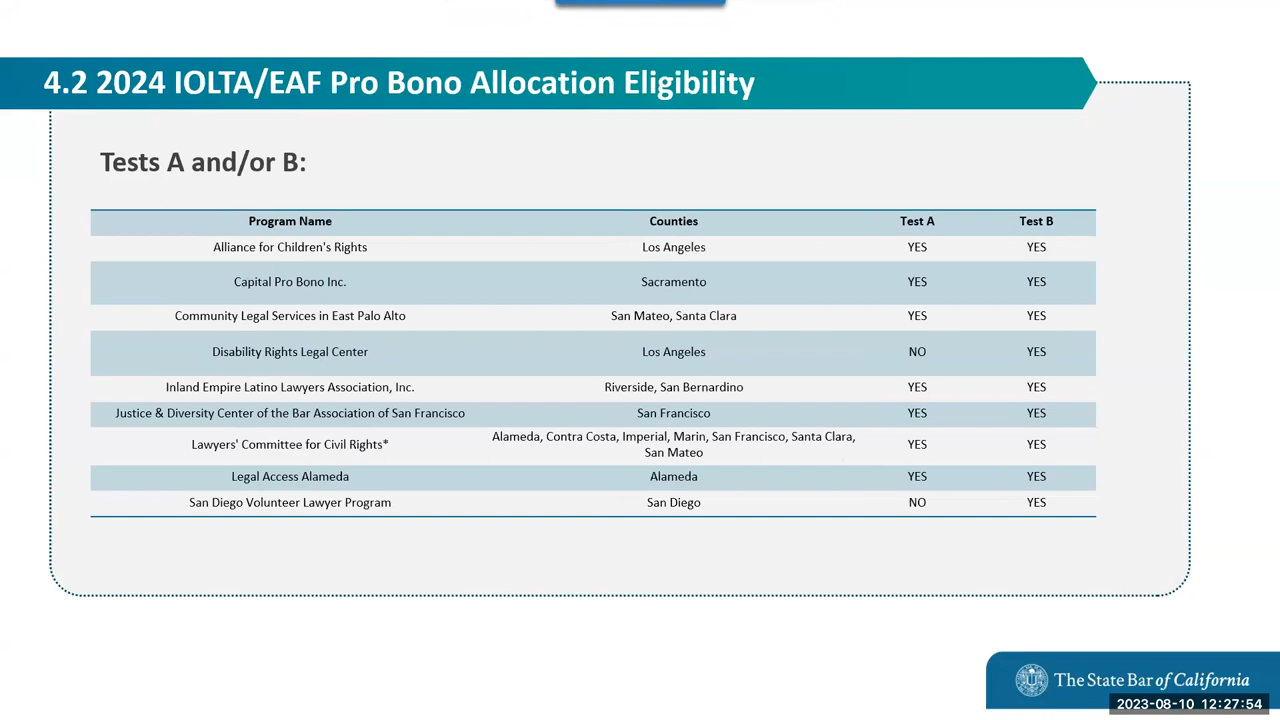 4.2 2024 IOLTA/EAF Pro Bono Allocation Eligibility
Tests A and/or B:
Program Name Counties Test A Test B
Alliance for Children's Rights Los Angeles YES YES
Capital Pro Bono Inc. Sacramento YES YES
Community Legal Services in East Palo Alto San Mateo, Santa Clara YES YES
Disability Rights Legal Center Los Angeles NO YES
Inland Empire Latino Lawyers Association, Inc. Riverside, San Bernardino YES YES
Justice & Diversity Center of the Bar Association of San Francisco San Francisco YES YES
Lawyers' Committee for Civil Rights* Alameda, Contra Costa, Imperial, Marin, San Francisco, Santa Clara, YES YES
San Mateo
Legal Access Alameda Alameda YES YES
San Diego Volunteer Lawyer Program San Diego NO YES
The State Bar of California
2023-08-10 12:27:54